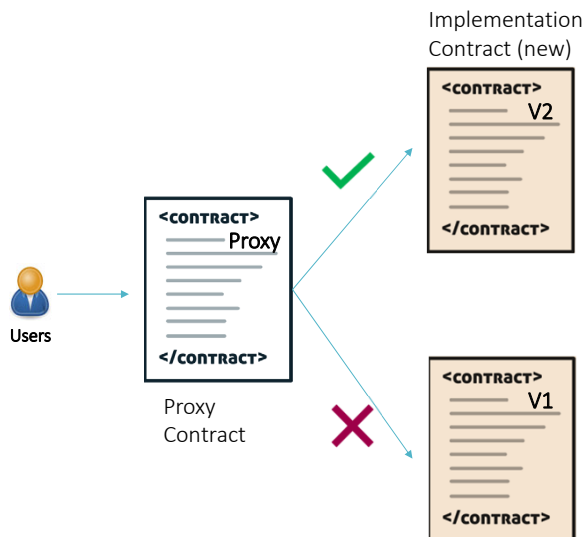 Implementation
Contract (new)
<contract>
V2
</contract>
<contract>
Proxy
</contract>
Users
Proxy
Contract
<contract>
V1
</contract>